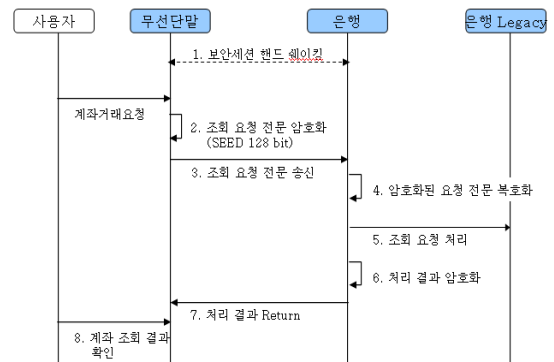 사용자
무선단말
은행
은행 Legacy
1. 보안세션 핸드 쉐이킹
계좌거래요청
2. 조회 요청 전문 암호화
(SEED 128 bit)
3. 조회 요청 전문 송신
4. 암호화된 요청 전문 복호화
5. 조회 요청 처리
6. 처리 결과 암호화
7. 처리 결과 Return
8. 계좌 조회 결과
확인